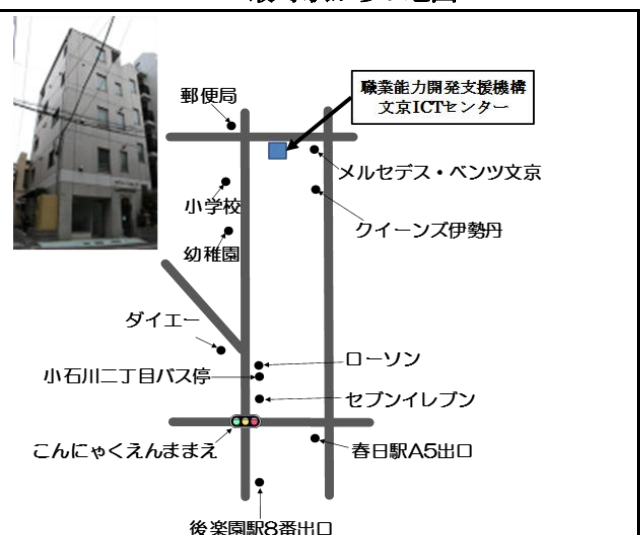 郵便局
職業能力開発支援機構
文京ICTセンター
メルセデス・ベンツ文京
小学校
クイーンズ伊勢丹
幼稚園
ダイエー
ローソン
小石川二丁目バス停
セブンイレブン
こんにゃくえんままえ
春日駅A5出口
後楽園駅8番出口